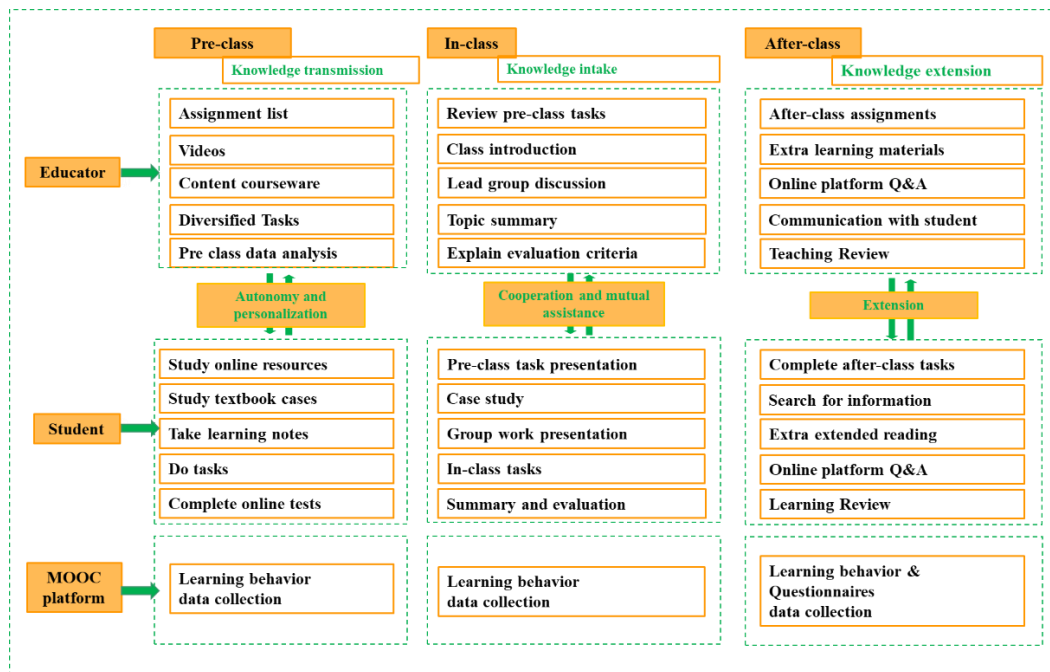 Pre-class
Knowledge transmission
In-class
Knowledge intake
After-class
Knowledge extension
Educator
Assignment list
Videos
Content courseware
Diversified Tasks
Pre class data analysis
Review pre-class tasks
Class introduction
Lead group discussion
Topic summary
Explain evaluation criteria
After-class assignments
Extra learning materials
Online platform Q&A
Communication with student
Teaching Review
Autonomy and
personalization
Cooperation and mutual
assistance
Extension
Student
Study online resources
Study textbook cases
Take learning notes
Do tasks
Complete online tests
Pre-class task presentation
Case study
Group work presentation
In-class tasks
Summary and evaluation
Complete after-class tasks
Search for information
Extra extended reading
Online platform Q&A
Learning Review
MOOC
platform
Learning behavior
data collection
Learning behavior
data collection
Learning behavior &
Questionnaires
data collection